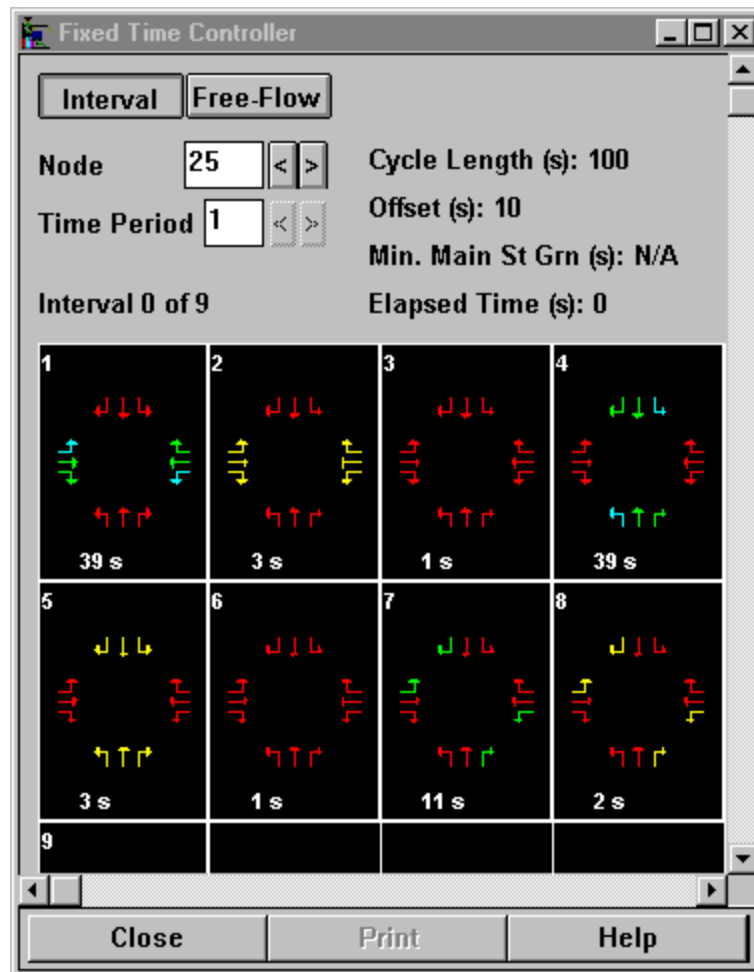 Fixed Time Controller
Interval Free-Flow
Node 25 < > Cycle Length (s): 100
Time Period 1 < > Offset (s): 10
Min. Main St Grn (s): N/A
Interval 0 of 9 Elapsed Time (s): 0
1 2 3 4
39 s 3 s 1 s 39 s
5 6 7 8
3 s 1 s 11 s 2 s
9
Close Print Help